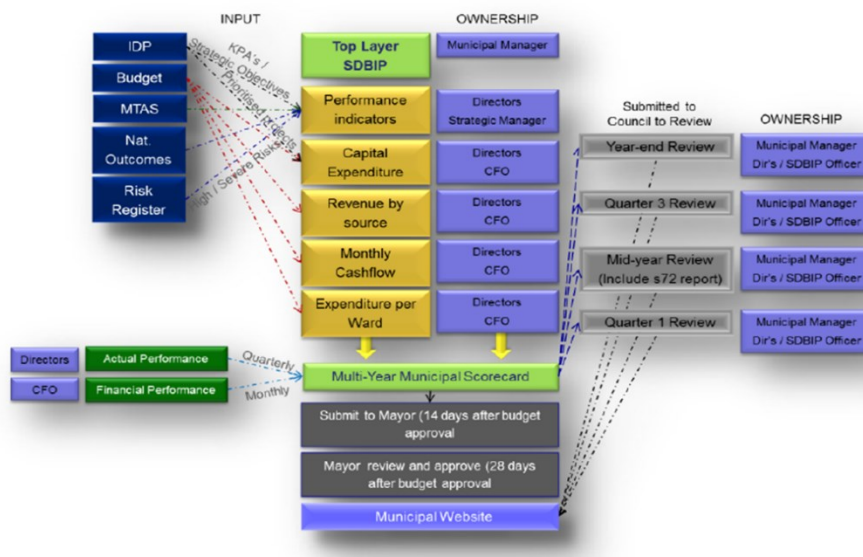 INPUT
OWNERSHIP
IDP
Budget
MTAS
Nat.
Outcomes
Risk
Register
KPA's /
Strategic Objectives
Prioritised Projects
High / Severe Risks
Top Layer
SDBIP
Municipal Manager
Performance
indicators
Directors
Strategic Manager
Capital
Expenditure
Directors
CFO
Revenue by
source
Directors
CFO
Monthly
Cashflow
Directors
CFO
Expenditure per
Ward
Directors
CFO
Submitted to
Council to Review
OWNERSHIP
Year-end Review
Municipal Manager
Dir's / SDBIP Officer
Quarter 3 Review
Municipal Manager
Dir's / SDBIP Officer
Mid-year Review
(Include s72 report)
Municipal Manager
Dir's / SDBIP Officer
Quarter 1 Review
Municipal Manager
Dir's / SDBIP Officer
Directors
Actual Performance
Quarterly
CFO
Financial Performance
Monthly
Multi-Year Municipal Scorecard
Submit to Mayor (14 days after budget
approval
Mayor review and approve (28 days
after budget approval
Municipal Website